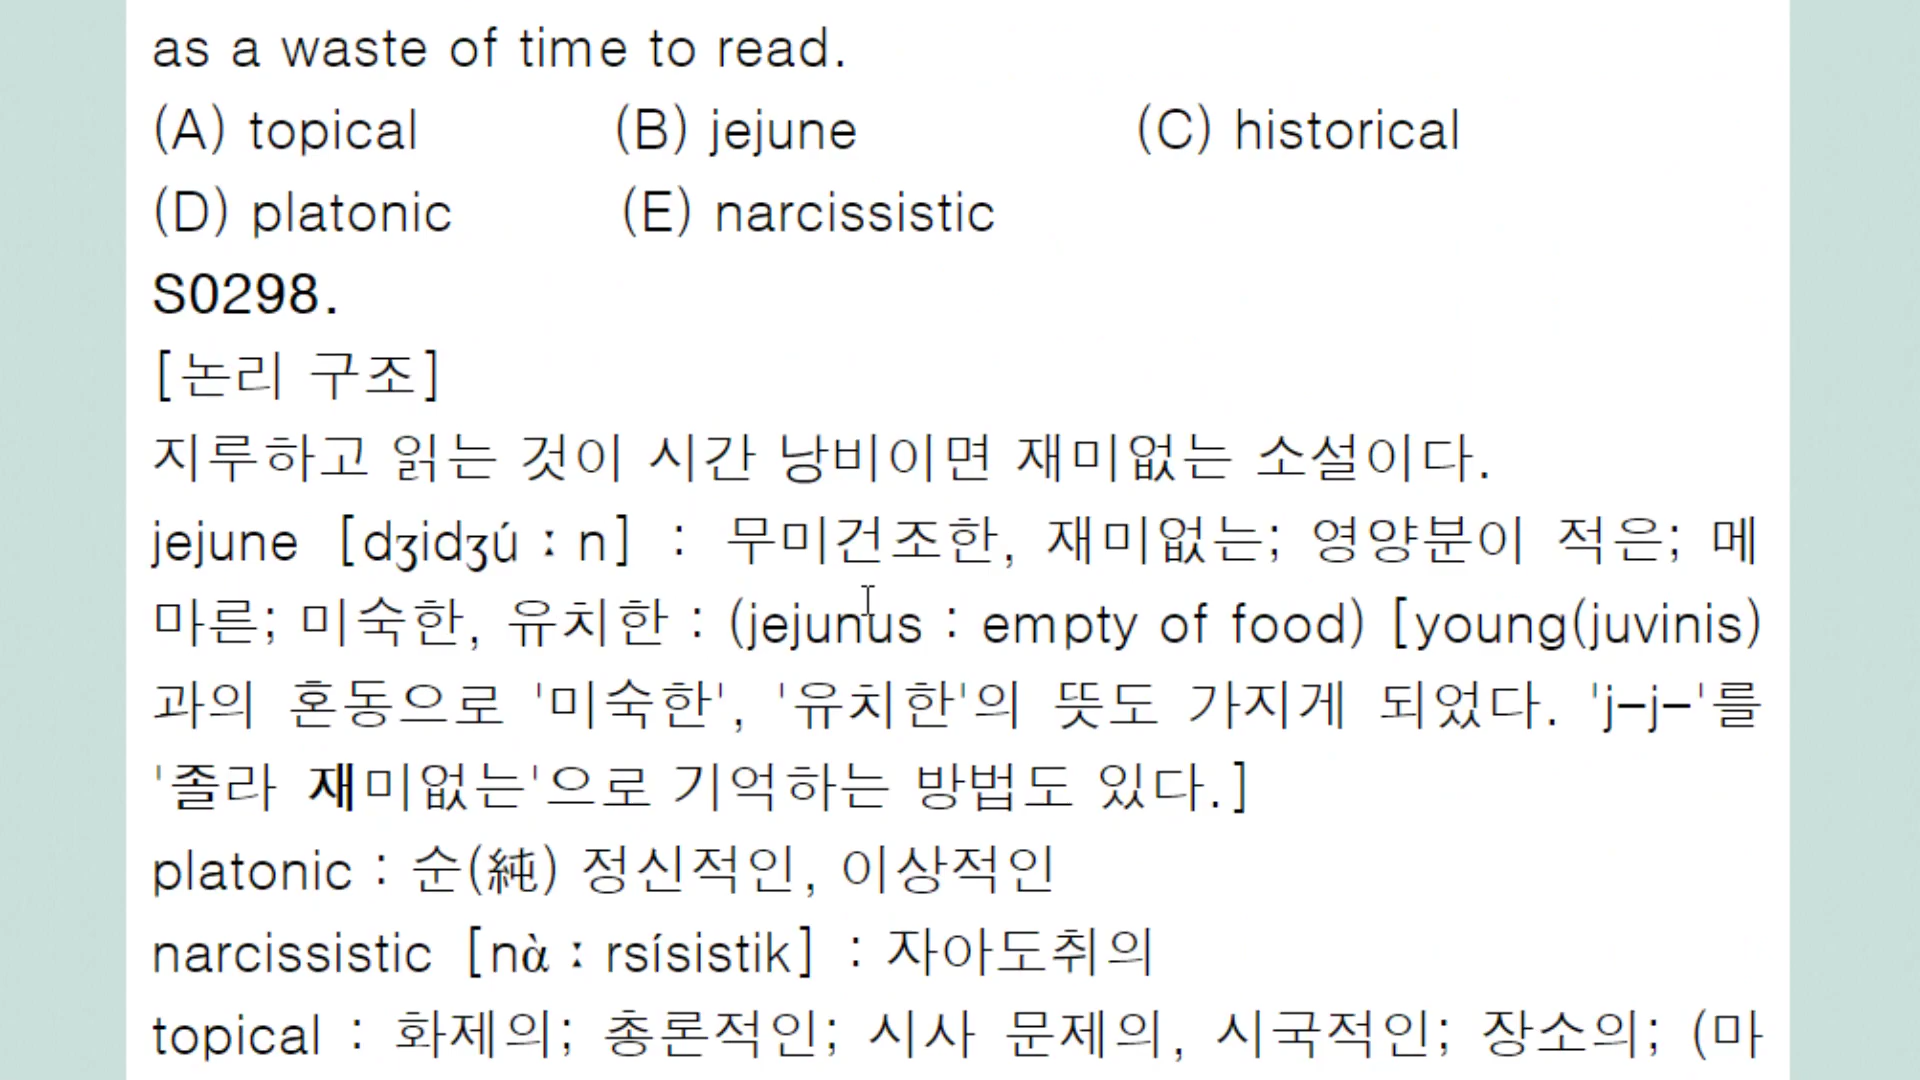 as a waste of time to read.
(A) topical (B) jejune (C) historical
(D) platonic (E) narcissistic
S0298.
[논리 구조]
지루하고 읽는 것이 시간 낭비이면 재미없는 소설이다.
jejune [dʒidʒúːn] : 무미건조한, 재미없는; 영양분이 적은; 메
마른; 미숙한, 유치한 : (jejunus : empty of food) [young(juvinis)
과의 혼동으로 '미숙한', '유치한'의 뜻도 가지게 되었다. 'j-j-'를
'졸라 재미없는'으로 기억하는 방법도 있다.]
platonic : 순(純) 정신적인, 이상적인
narcissistic [nὰːrsísistik] : 자아도취의
topical : 화제의; 총론적인; 시사 문제의, 시국적인; 장소의; (마